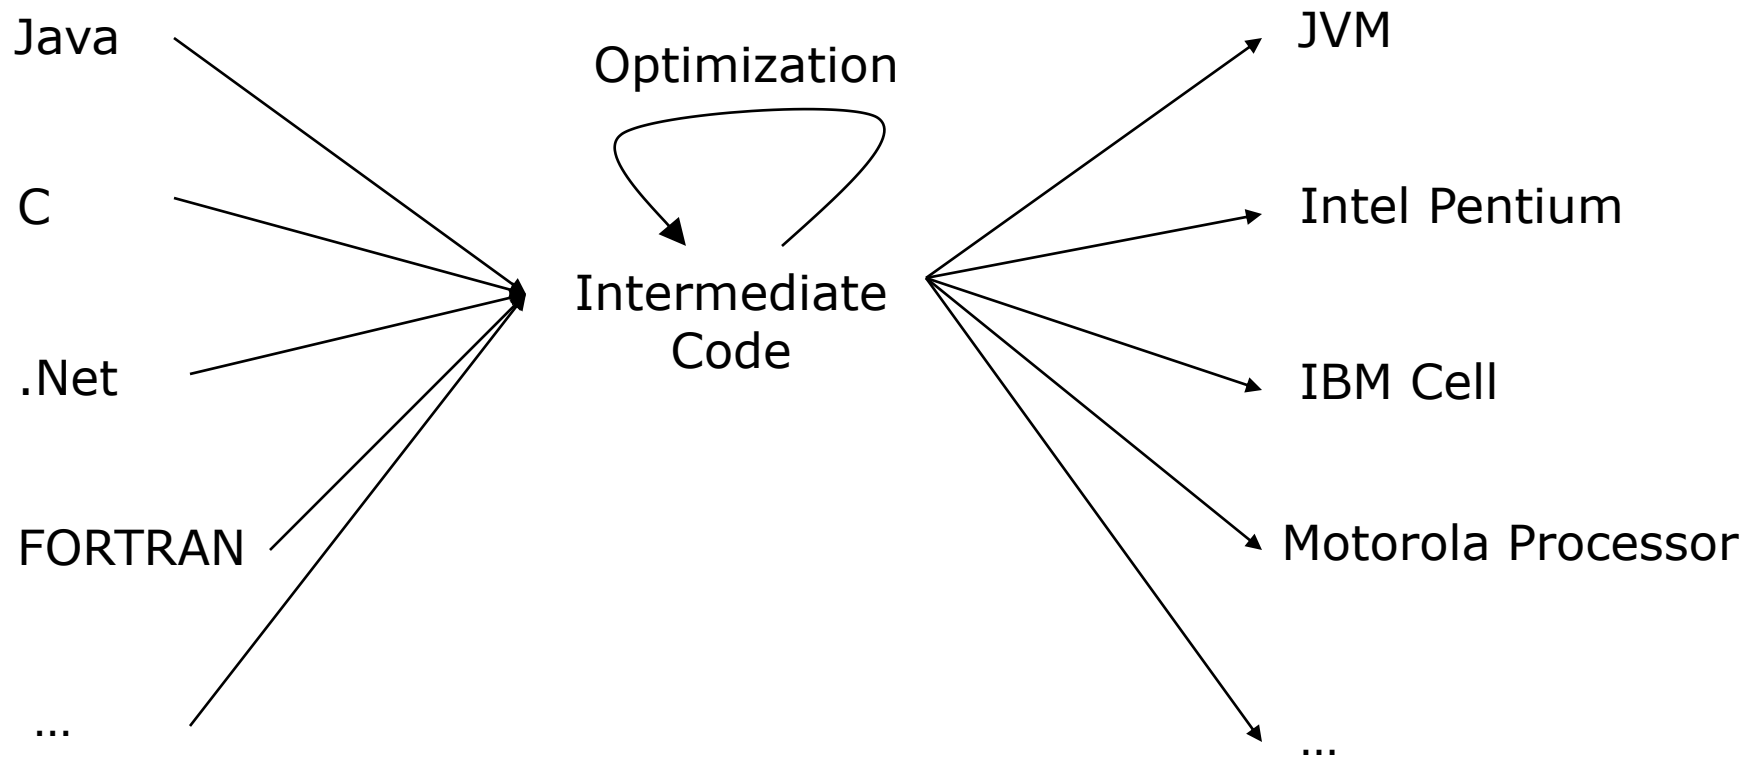 Java
C
.Net
FORTRAN
...
Optimization
Intermediate
Code
JVM
Intel Pentium
IBM Cell
Motorola Processor
...